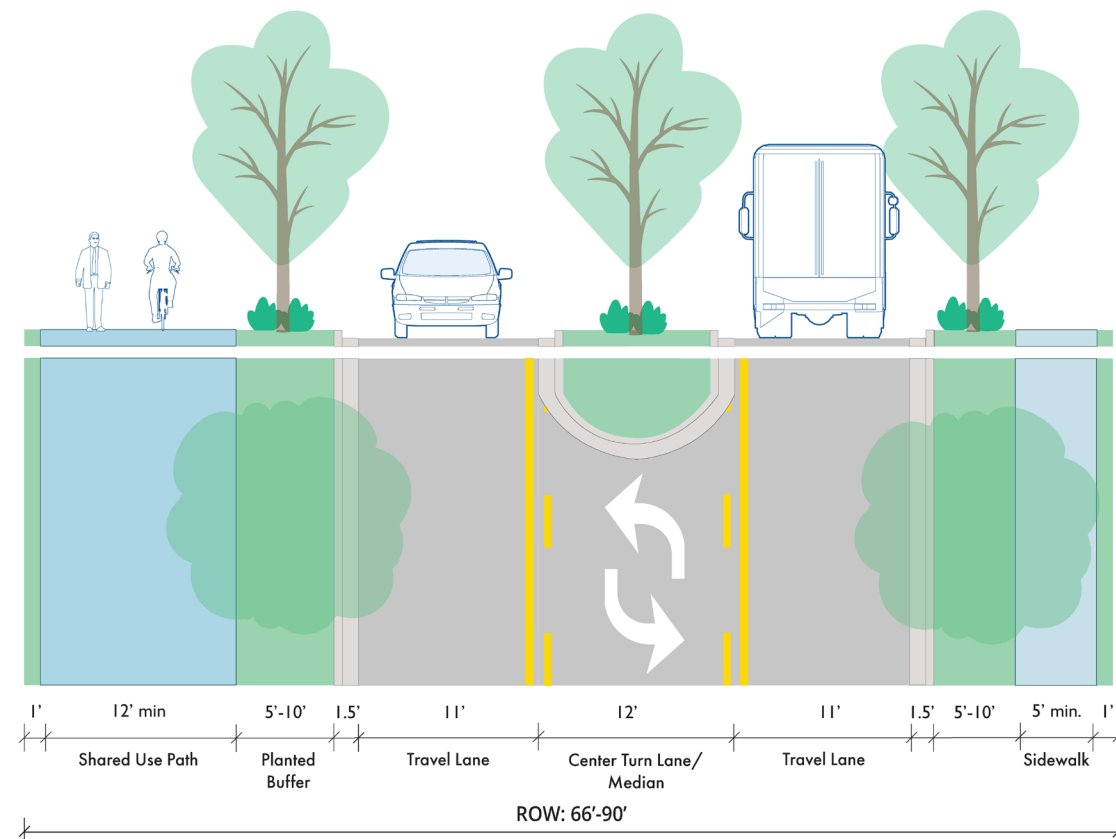 1’ 12’ min 5’-10’ 1.5’ 11’ 12’ 11’ 1.5’ 5’-10’ 5’ min. 1’
Shared Use Path Planted Travel Lane Center Turn Lane/ Travel Lane Sidewalk
Buffer Median
ROW: 66’-90’